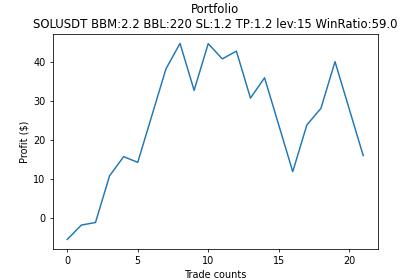 Portfolio
SOLUSDT BBM:2.2 BBL:220 SL:1.2 TP:1.2 lev:15 WinRatio:59.0
40
30
20
10
0
Profit ($)
0 5 10 15 20
Trade counts